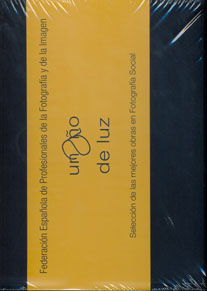 Federación Española de Profesionales de la Fotografía y de la Imagen
un año
de luz
Selección de las mejores obras en Fotografía Social